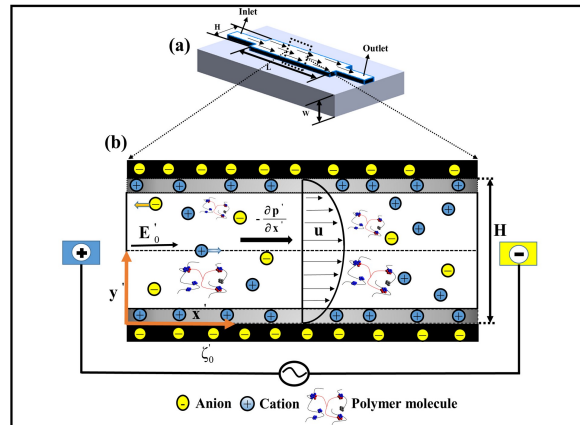 Inlet
H
(a)
Outlet
L
W
(b)
E'₀
-∂p'/∂x'
u
H
+
-
y'
x'
ζ'₀
- Anion + Cation Polymer molecule